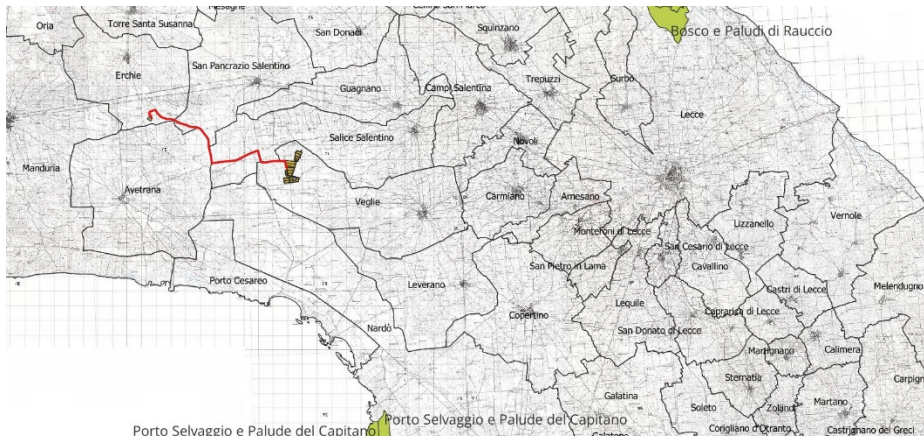 Torre Santa Susanna
Oria
San Donaci
Squinzano
Bosco e Paludi di Rauccio
Erchie
San Pancrazio Salentino
Guagnano
Campi Salentina
Trepuzzi
Surbo
Lecce
Salice Salentino
Novoli
Manduria
Avetrana
Veglie
Carmiano
Arnesano
Lizzanello
Vernole
Monteroni di Lecce
San Cesario di Lecce
San Pietro in Lama
Cavallino
Porto Cesareo
Leverano
Castri di Lecce
Melendugno
Lequile
Copertino
Caprarica di Lecce
Nardò
San Donato di Lecce
Calimera
Martignano
Sternatia
Carpign
Galatina
Soleto
Zollino
Martano
Porto Selvaggio e Palude del Capitano
Porto Selvaggio e Palude del Capitano
Corigliano d'Otranto
Castrignano dei Greci